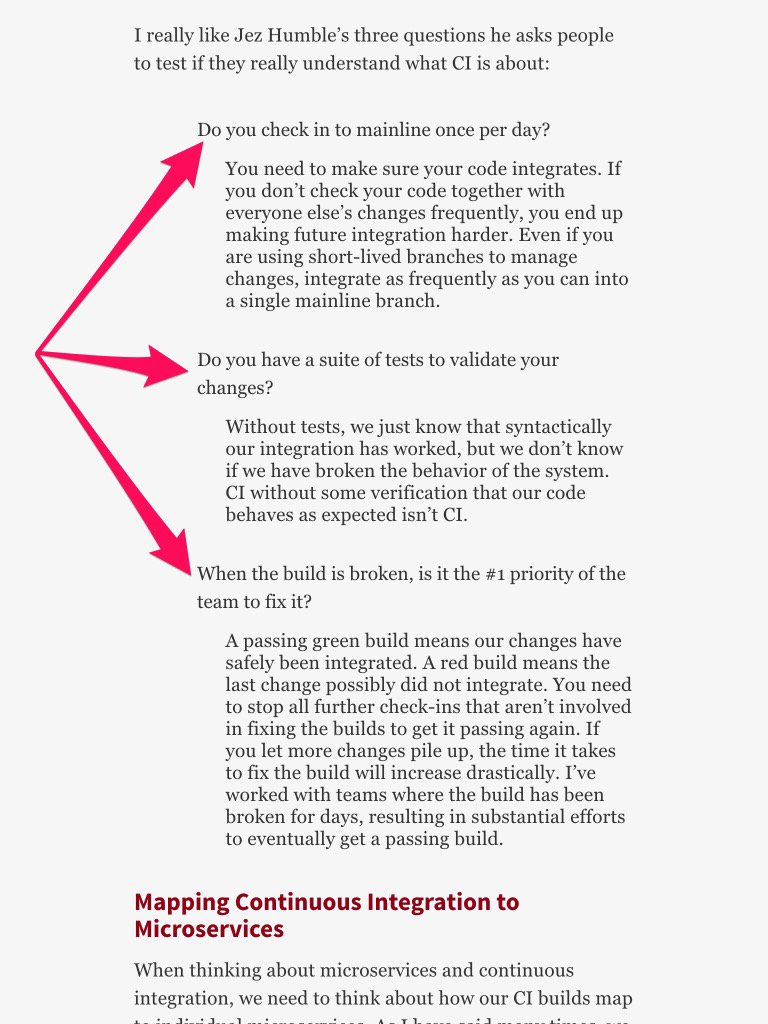 I really like Jez Humble’s three questions he asks people
to test if they really understand what CI is about:
Do you check in to mainline once per day?
You need to make sure your code integrates. If
you don’t check your code together with
everyone else’s changes frequently, you end up
making future integration harder. Even if you
are using short-lived branches to manage
changes, integrate as frequently as you can into
a single mainline branch.
Do you have a suite of tests to validate your
changes?
Without tests, we just know that syntactically
our integration has worked, but we don’t know
if we have broken the behavior of the system.
CI without some verification that our code
behaves as expected isn’t CI.
When the build is broken, is it the #1 priority of the
team to fix it?
A passing green build means our changes have
safely been integrated. A red build means the
last change possibly did not integrate. You need
to stop all further check-ins that aren’t involved
in fixing the builds to get it passing again. If
you let more changes pile up, the time it takes
to fix the build will increase drastically. I’ve
worked with teams where the build has been
broken for days, resulting in substantial efforts
to eventually get a passing build.
Mapping Continuous Integration to
Microservices
When thinking about microservices and continuous
integration, we need to think about how our CI builds map
to individual microservices. As I have said many times, we